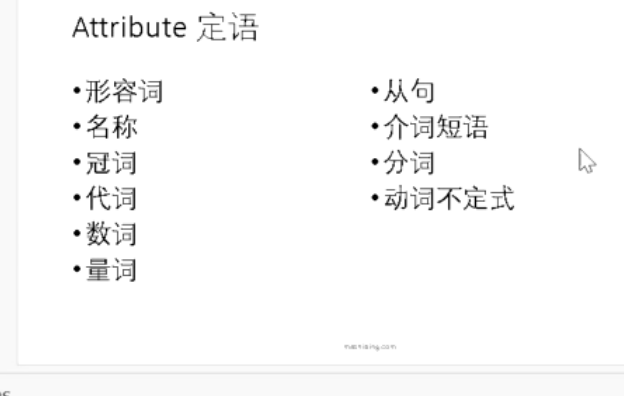 Attribute 定语
•形容词
•名称
•冠词
•代词
•数词
•量词
•从句
•介词短语
•分词
•动词不定式